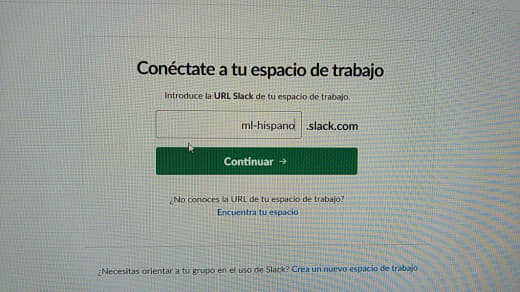 Conéctate a tu espacio de trabajo
Introduce la URL Slack de tu espacio de trabajo.
ml-hispano .slack.com
Continuar →
¿No conoces la URL de tu espacio de trabajo?
Encuentra tu espacio
¿Necesitas orientar a tu grupo en el uso de Slack? Crea un nuevo espacio de trabajo